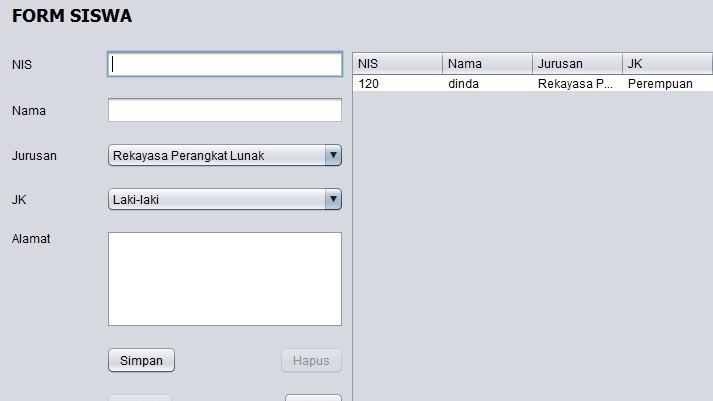 FORM SISWA
NIS
Nama
Jurusan
Rekayasa Perangkat Lunak
JK
Laki-laki
Alamat
Simpan
Hapus
NIS Nama Jurusan JK
120 dinda Rekayasa P... Perempuan